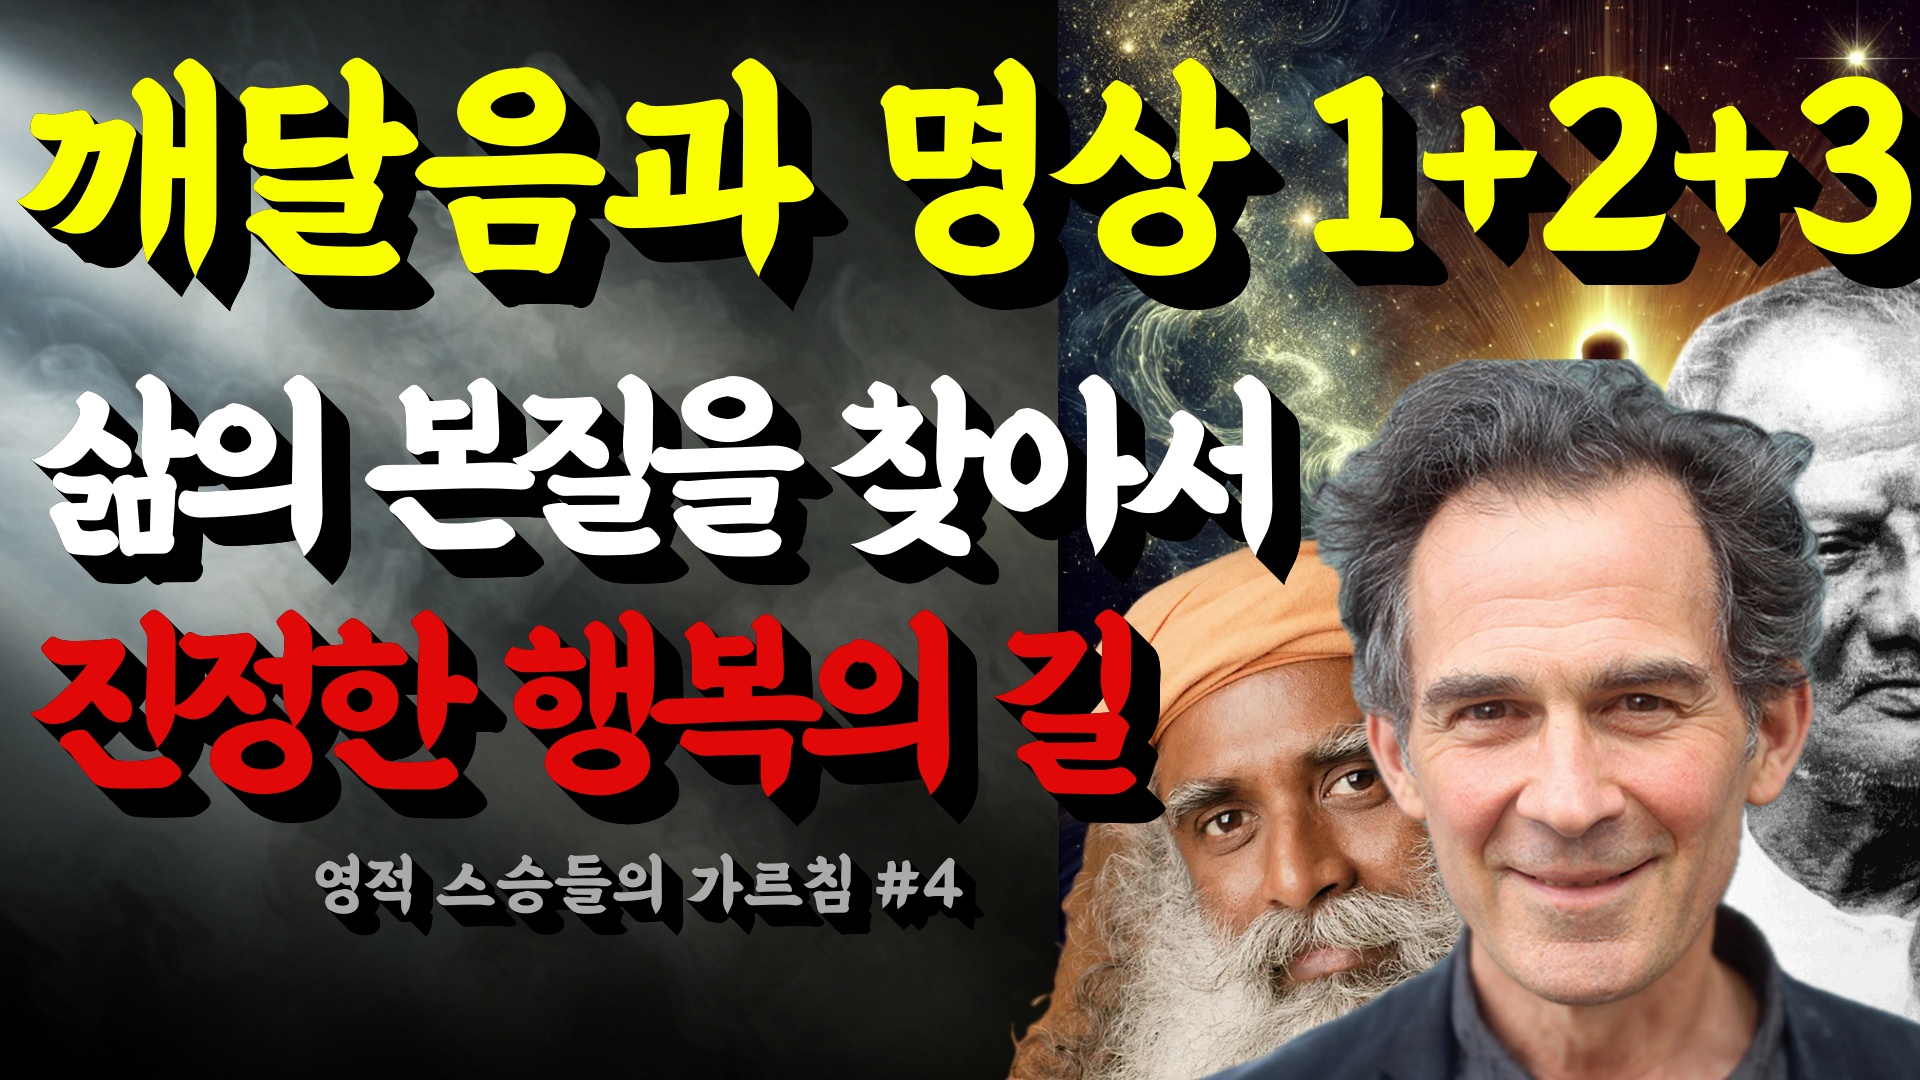 깨달음과 명상 1+2+3
삶의 본질을 찾아서
진정한 행복의 길
영적 스승들의 가르침 #4